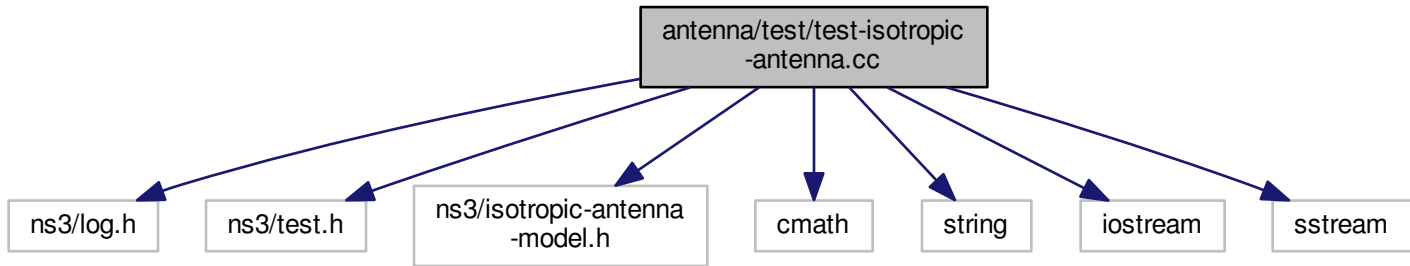 antenna/test/test-isotropic
-antenna.cc
ns3/log.h
ns3/test.h
ns3/isotropic-antenna
-model.h
cmath
string
iostream
sstream